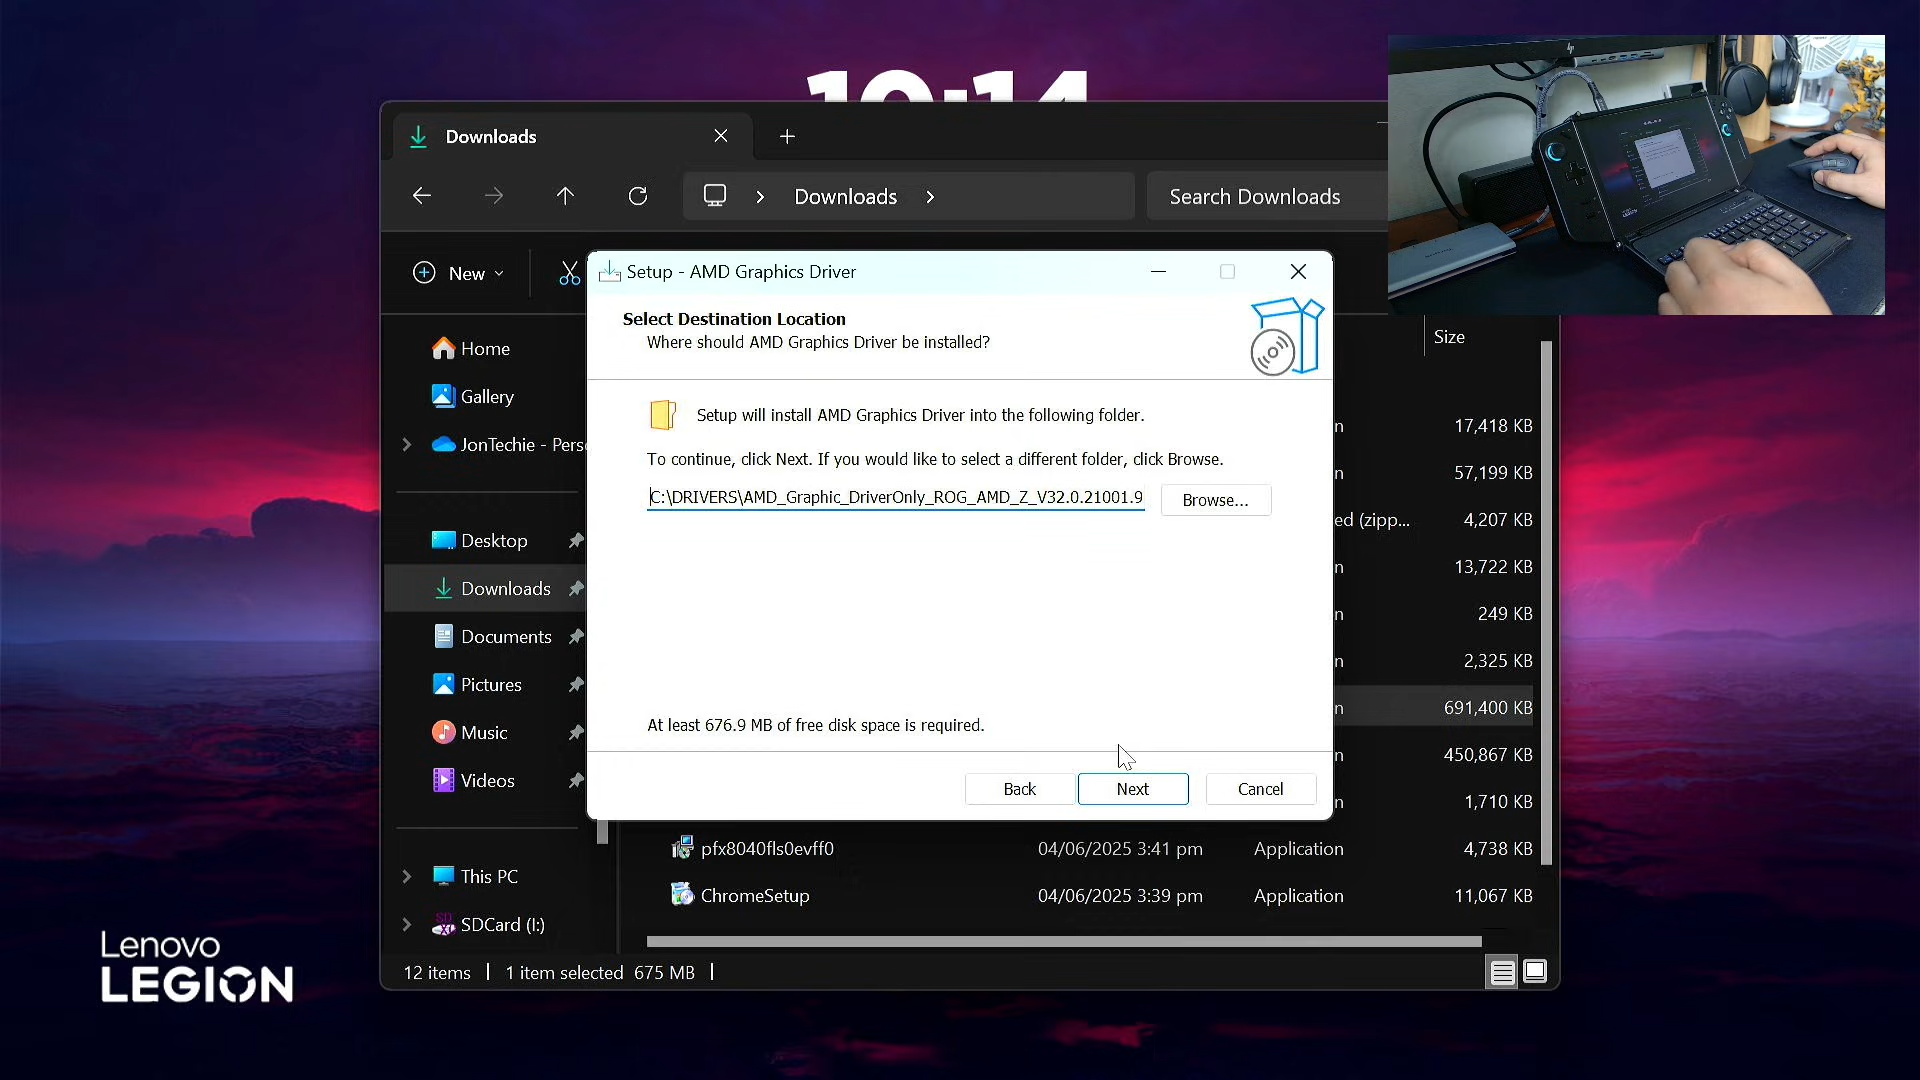 10:14
Downloads
Downloads
Search Downloads
New
Size
Home
Gallery
JonTechie - Pers
Desktop
Downloads
Documents
Pictures
Music
Videos
This PC
SDCard (I:)
Setup - AMD Graphics Driver
Select Destination Location
Where should AMD Graphics Driver be installed?
Setup will install AMD Graphics Driver into the following folder.
To continue, click Next. If you would like to select a different folder, click Browse.
C:\DRIVERS\AMD_Graphic_DriverOnly_ROG_AMD_Z_V32.0.21001.9
Browse...
At least 676.9 MB of free disk space is required.
Back
Next
Cancel
n 17,418 KB
n 57,199 KB
ed (zipp... 4,207 KB
n 13,722 KB
n 249 KB
n 2,325 KB
n 691,400 KB
n 450,867 KB
n 1,710 KB
pfx8040fls0evff0 04/06/2025 3:41 pm Application 4,738 KB
ChromeSetup 04/06/2025 3:39 pm Application 11,067 KB
12 items 1 item selected 675 MB
Lenovo
LEGION
hp